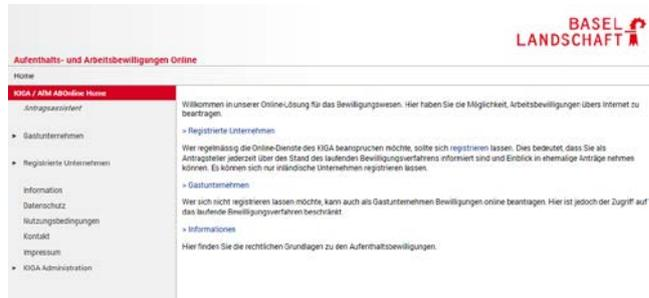 BASEL
LANDSCHAFT
Aufenthalts- und Arbeitsbewilligungen Online
Home
KIGA / AfM ABOnline Home
Antragsassistent
Gastunternehmen
Registrierte Unternehmen
Information
Datenschutz
Nutzungsbedingungen
Kontakt
Impressum
KIGA Administration
Willkommen in unserer Online-Lösung für das Bewilligungswesen. Hier haben Sie die Möglichkeit, Arbeitsbewilligungen übers Internet zu
beantragen.
» Registrierte Unternehmen
Wer regelmässig die Online-Dienste des KIGA beanspruchen möchte, sollte sich registrieren lassen. Dies bedeutet, dass Sie als
Antragsteller jederzeit über den Stand des laufenden Bewilligungsverfahrens informiert sind und Einblick in ehemalige Anträge nehmen
können. Es können sich nur inländische Unternehmen registrieren lassen.
» Gastunternehmen
Wer sich nicht registrieren lassen möchte, kann auch als Gastunternehmen Bewilligungen online beantragen. Hier ist jedoch der Zugriff auf
das laufende Bewilligungsverfahren beschränkt.
» Informationen
Hier finden Sie die rechtlichen Grundlagen zu den Aufenthaltsbewilligungen.